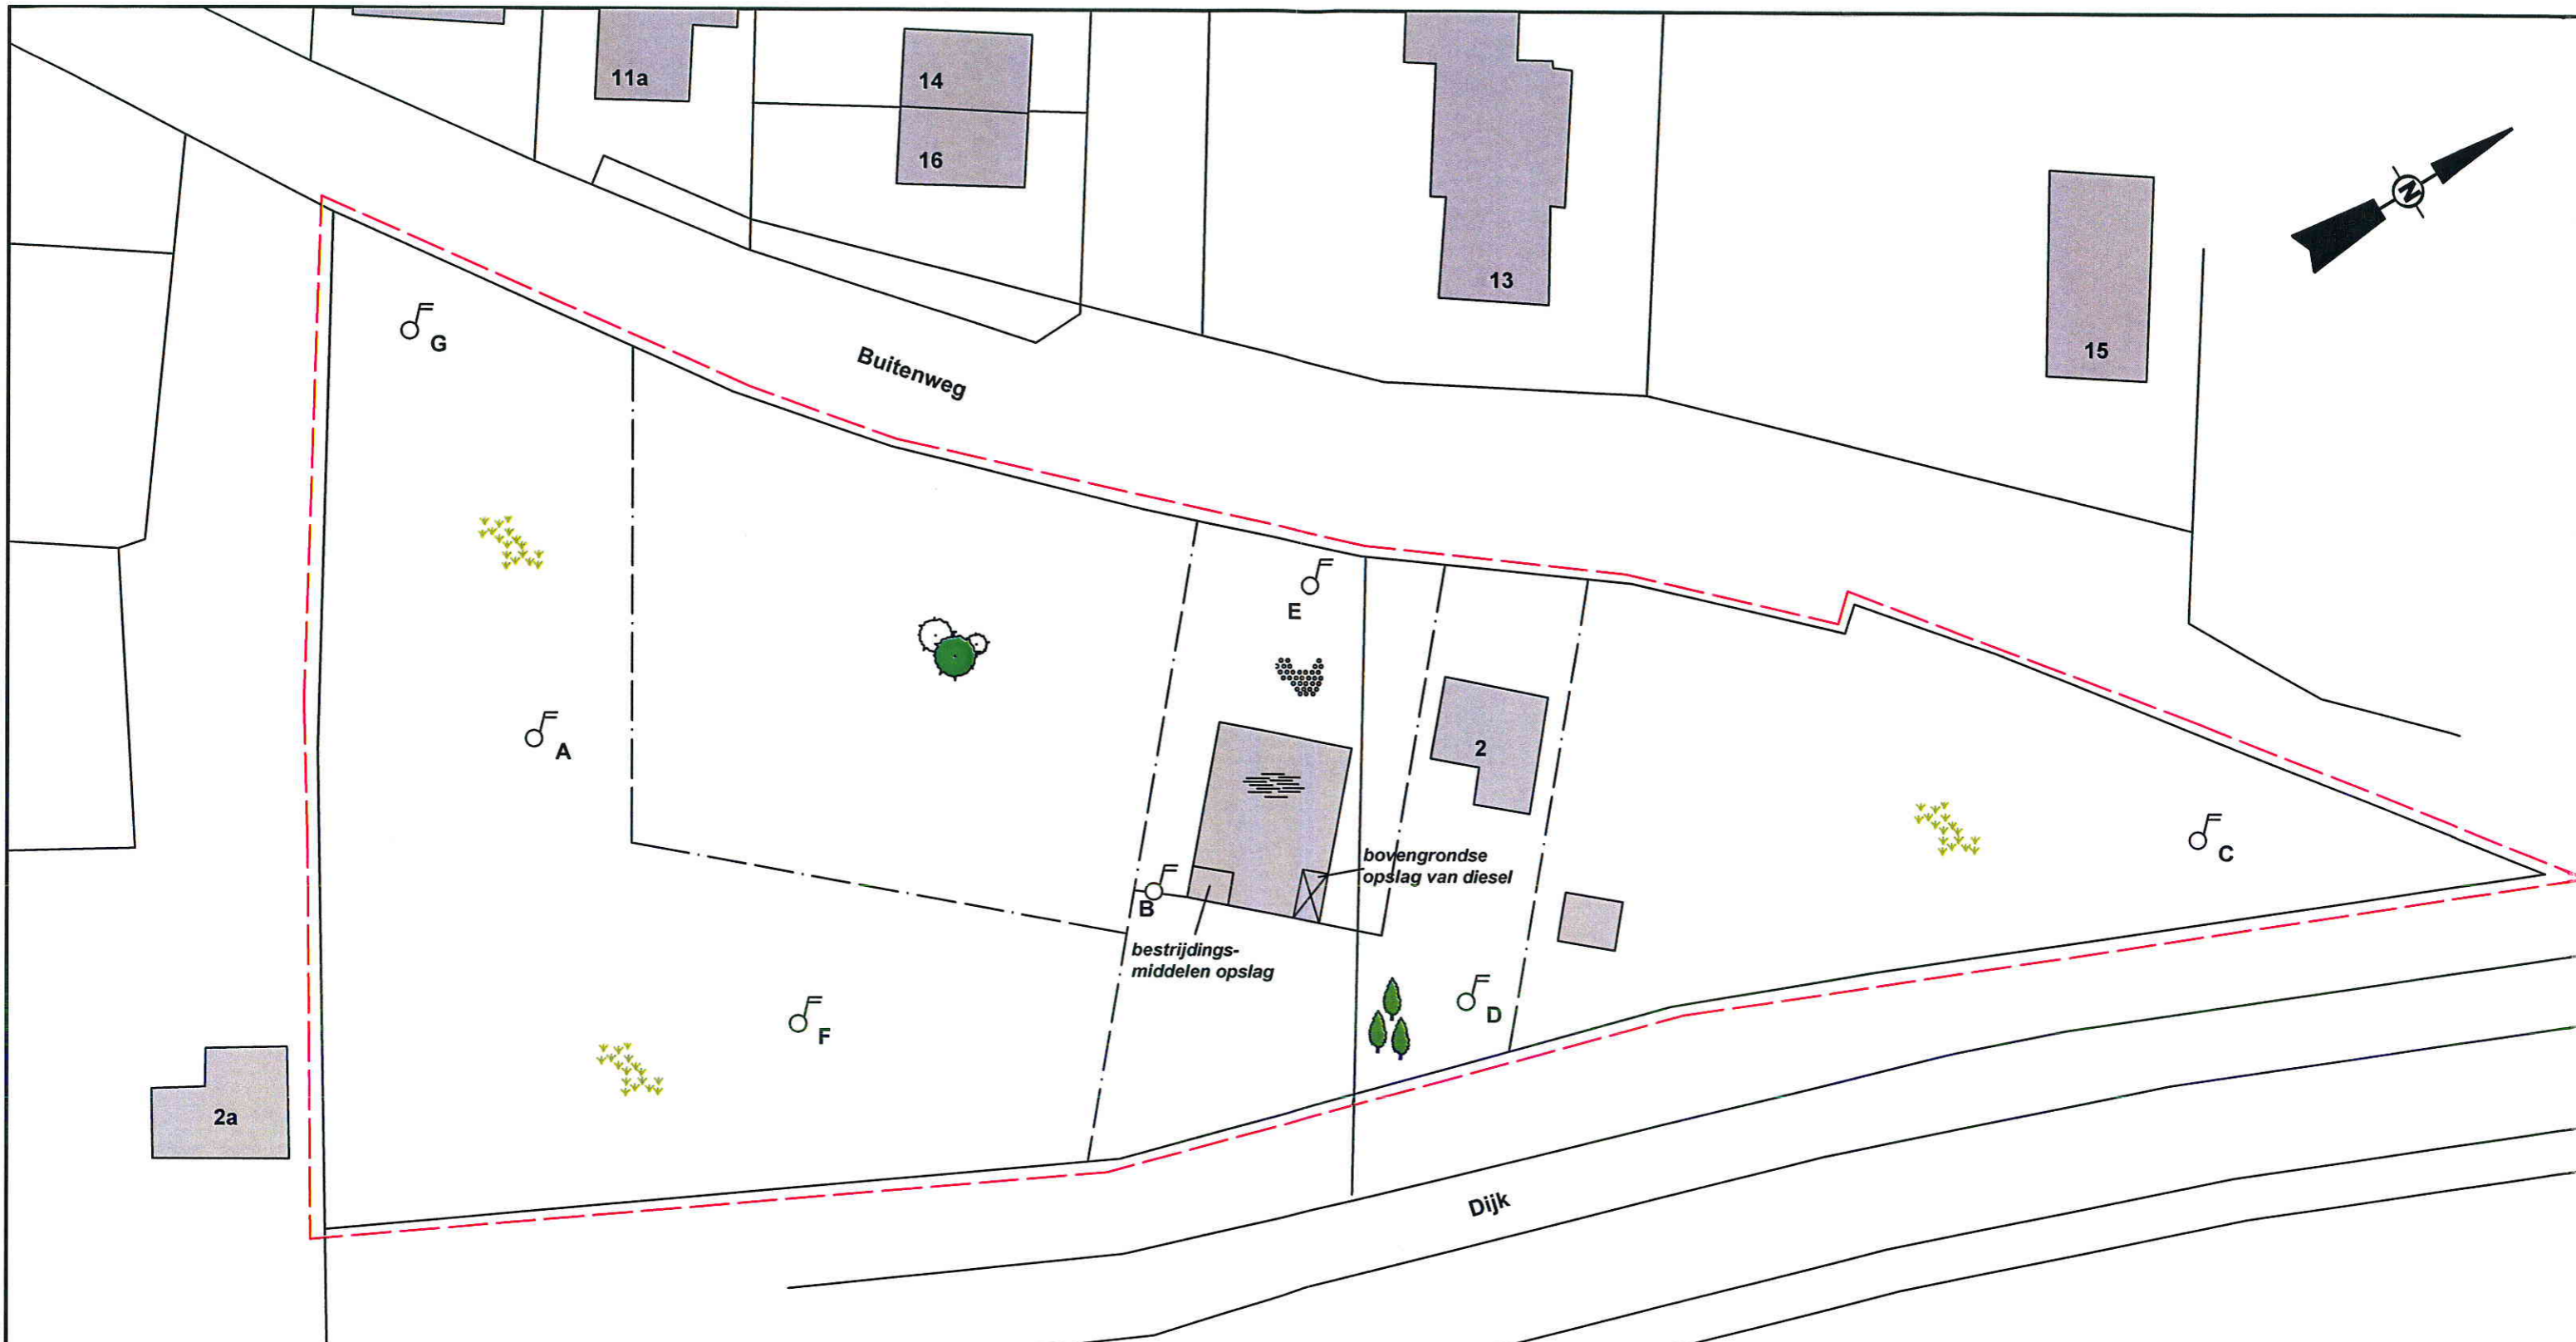 11a
14
16
13
15
N
G
Buitenweg
E
A
2
C
bovengrondse
opslag van diesel
B
bestrijdings-
middelen opslag
D
F
2a
Dijk